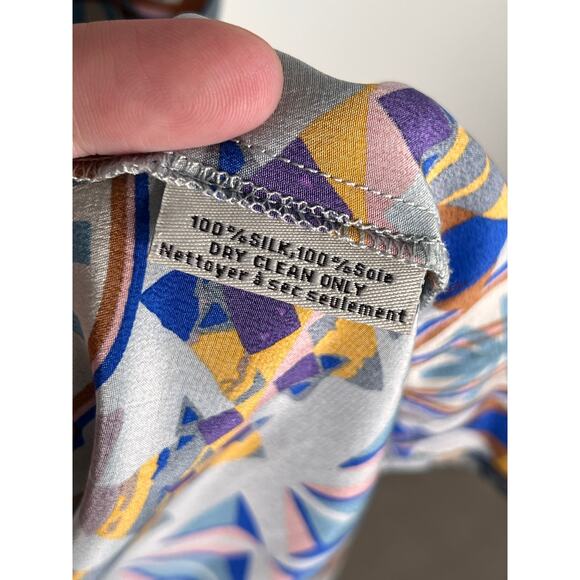 100%SILK,100%Soie
DRY CLEAN ONLY
Nettoyer à sec seulement